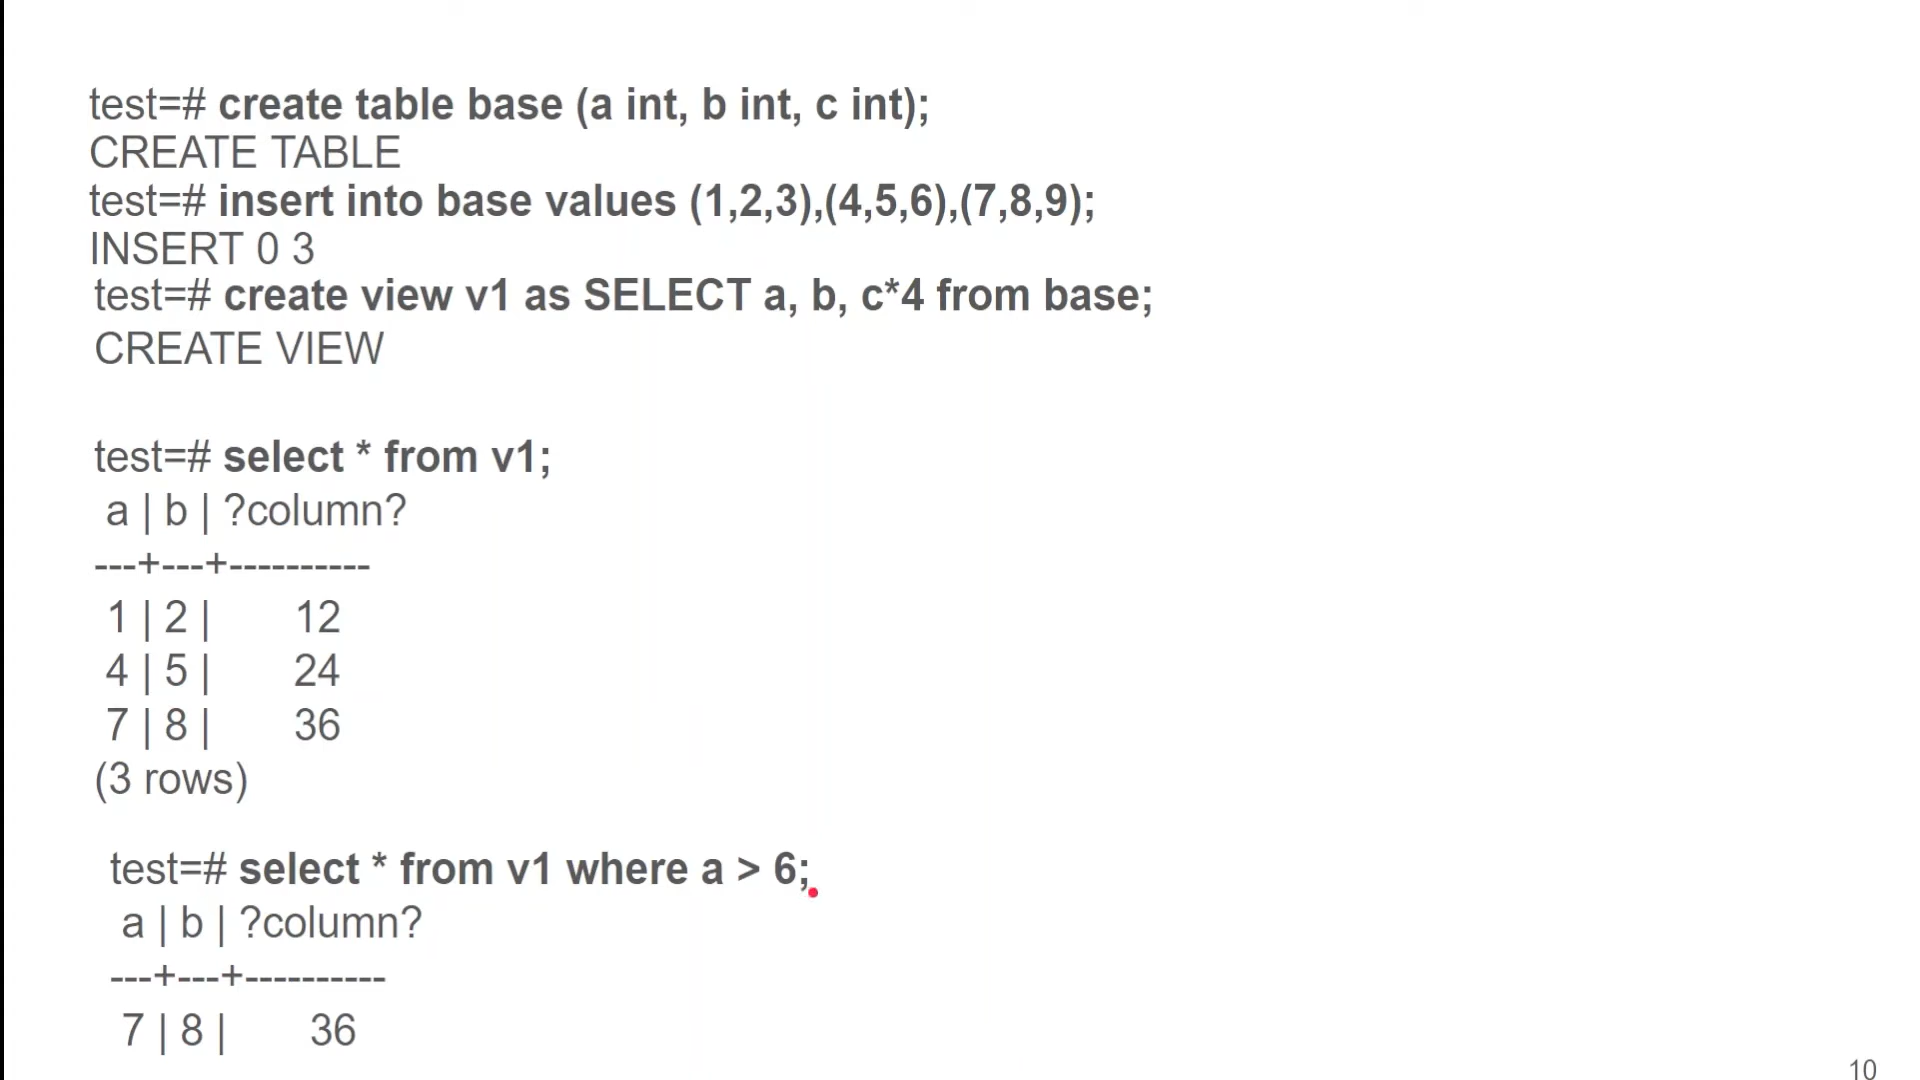 test=# create table base (a int, b int, c int);
CREATE TABLE
test=# insert into base values (1,2,3),(4,5,6),(7,8,9);
INSERT 0 3
test=# create view v1 as SELECT a, b, c*4 from base;
CREATE VIEW
test=# select * from v1;
a | b | ?column?
---+---+----------
1 | 2 | 12
4 | 5 | 24
7 | 8 | 36
(3 rows)
test=# select * from v1 where a > 6;
a | b | ?column?
---+---+----------
7 | 8 | 36
10